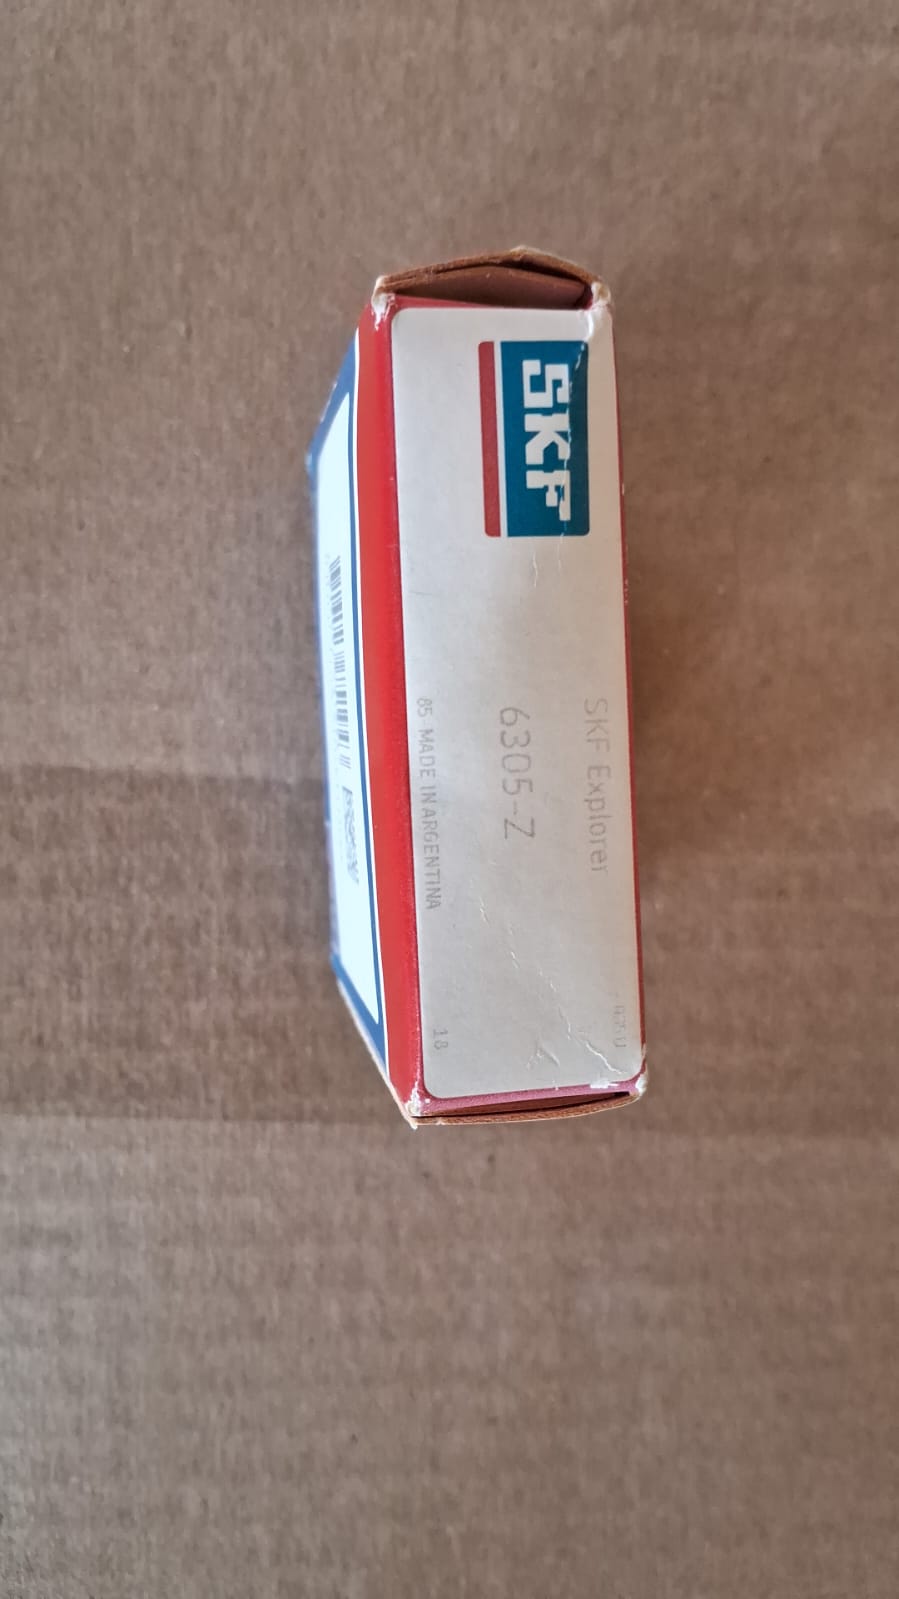 SKF
SKF Explorer
6305-Z
85 MADE IN ARGENTINA
18